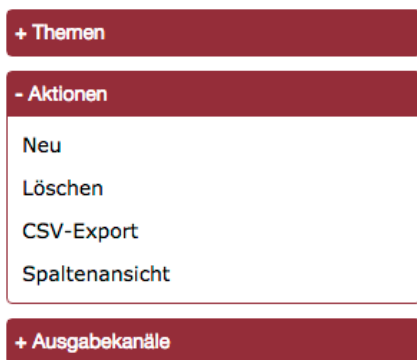 + Themen
- Aktionen
Neu
Löschen
CSV-Export
Spaltenansicht
+ Ausgabekanäle